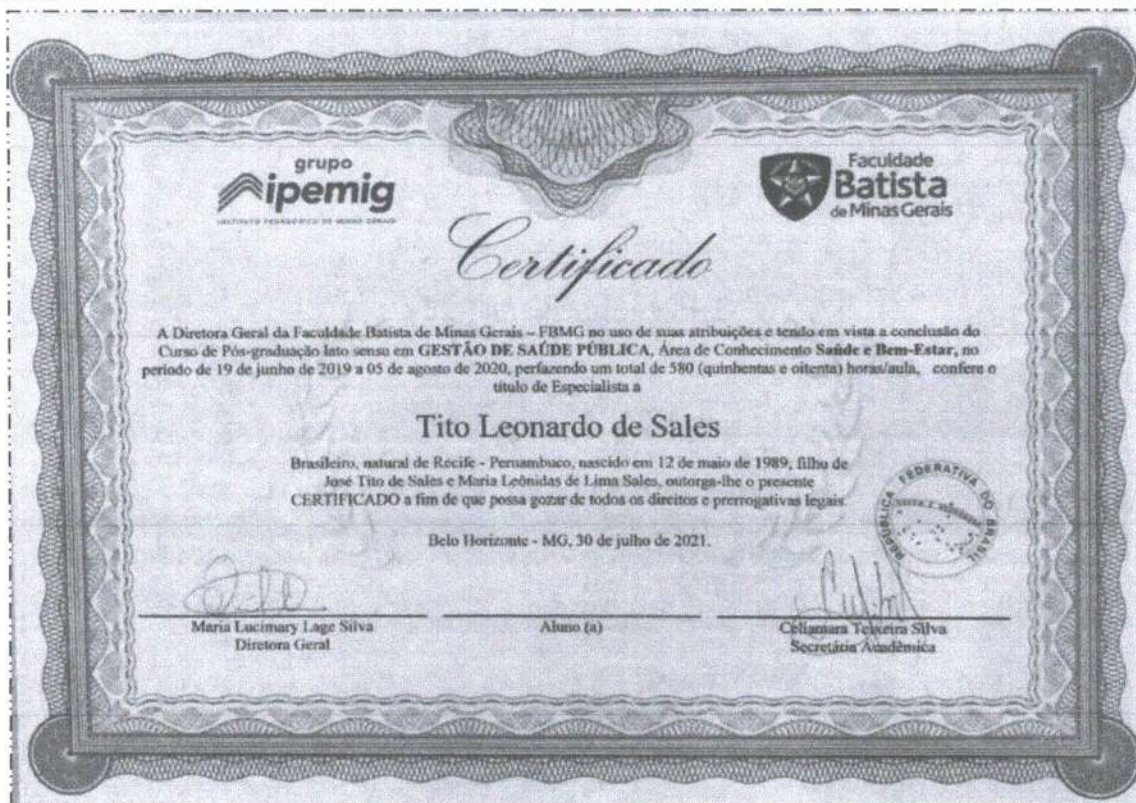 grupo
ipemig
INSTITUTO PEDAGÓGICO DE MINAS GERAIS
Faculdade
Batista
de Minas Gerais
Certificado
A Diretora Geral da Faculdade Batista de Minas Gerais – FBMG no uso de suas atribuições e tendo em vista a conclusão do
Curso de Pós-graduação lato sensu em GESTÃO DE SAÚDE PÚBLICA, Área de Conhecimento Saúde e Bem-Estar, no
período de 19 de junho de 2019 a 05 de agosto de 2020, perfazendo um total de 580 (quinhentas e oitenta) horas/aula, confere o
título de Especialista a
Tito Leonardo de Sales
Brasileiro, natural de Recife - Pernambuco, nascido em 12 de maio de 1989, filho de
José Tito de Sales e Maria Leônidas de Lima Sales, outorga-lhe o presente
CERTIFICADO a fim de que possa gozar de todos os direitos e prerrogativas legais.
REPÚBLICA FEDERATIVA DO BRASIL
Belo Horizonte - MG, 30 de julho de 2021.
Maria Lucimary Lage Silva
Diretora Geral
Aluno (a)
Celiamara Teixeira Silva
Secretária Acadêmica